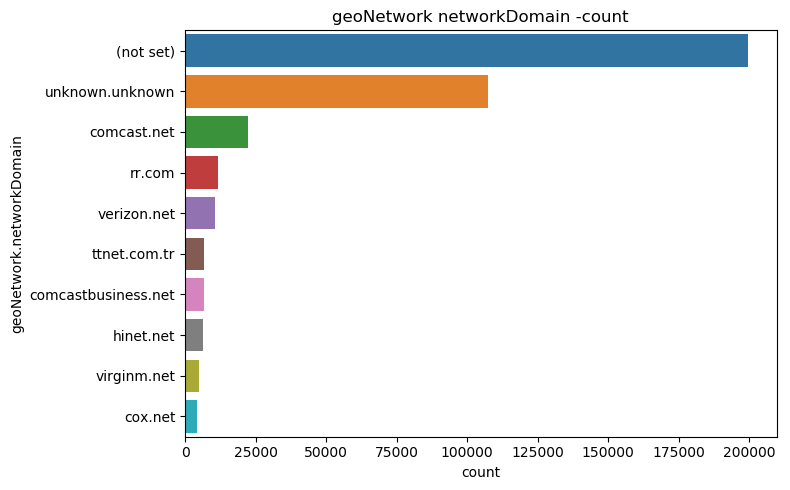 geoNetwork networkDomain -count
geoNetwork.networkDomain
(not set)
unknown.unknown
comcast.net
rr.com
verizon.net
ttnet.com.tr
comcastbusiness.net
hinet.net
virginm.net
cox.net
0 25000 50000 75000 100000 125000 150000 175000 200000
count